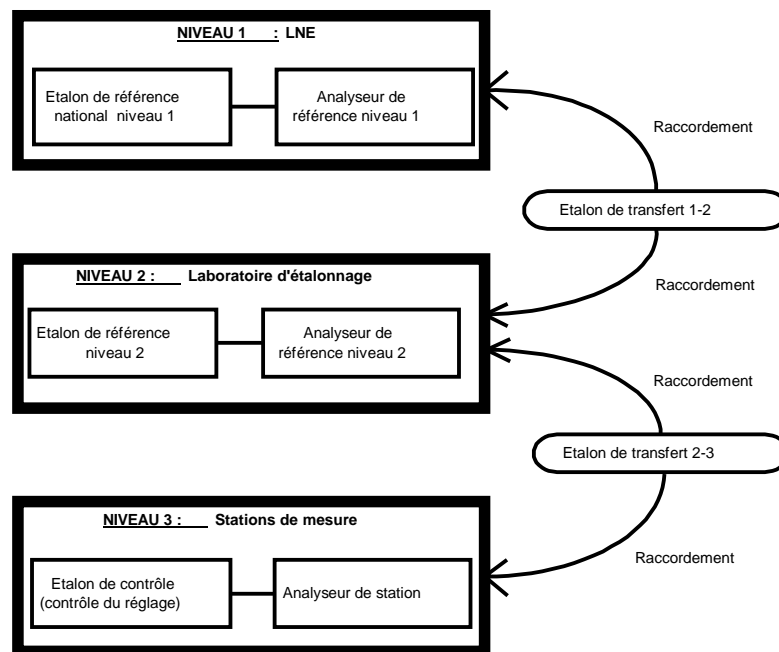 NIVEAU 1 : LNE
Etalon de référence
national niveau 1
Analyseur de
référence niveau 1
Raccordement
Etalon de transfert 1-2
Raccordement
NIVEAU 2 : Laboratoire d'étalonnage
Etalon de référence
niveau 2
Analyseur de
référence niveau 2
Raccordement
Etalon de transfert 2-3
Raccordement
NIVEAU 3 : Stations de mesure
Etalon de contrôle
(contrôle du réglage)
Analyseur de station